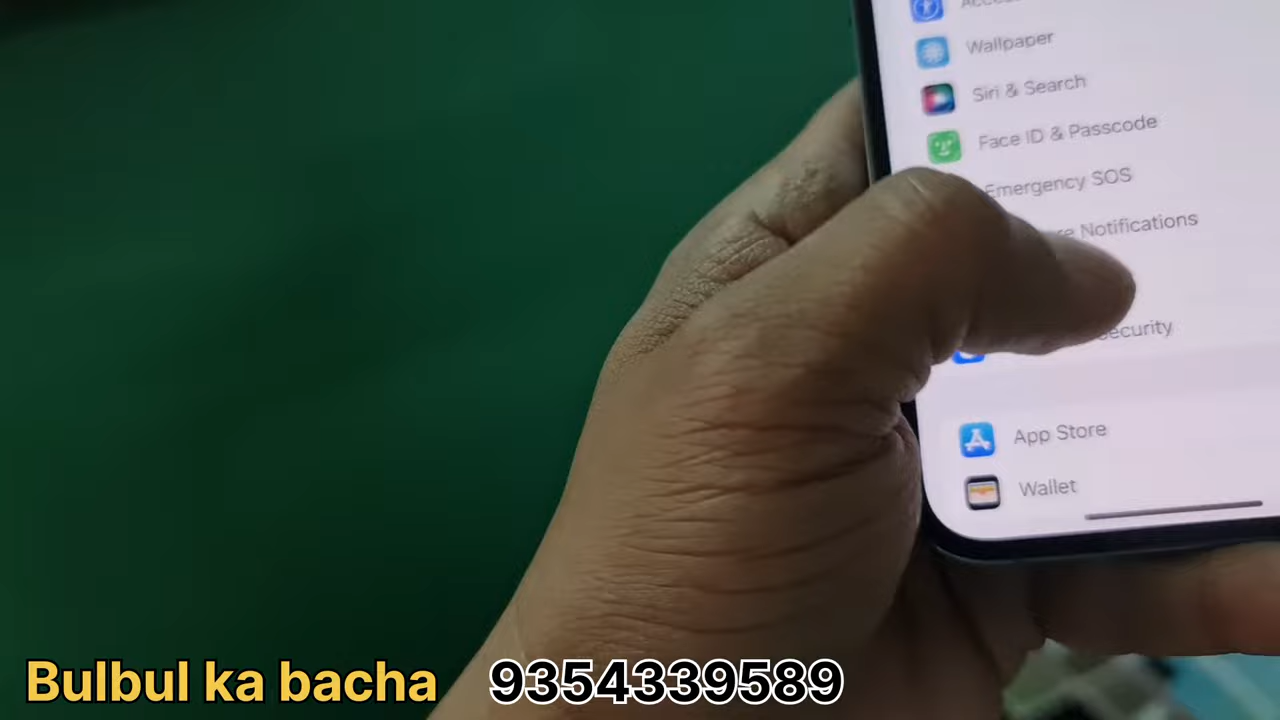 Wallpaper
Siri & Search
Face ID & Passcode
Emergency SOS
Notifications
App Store
Wallet
Bulbul ka bacha 9354339589